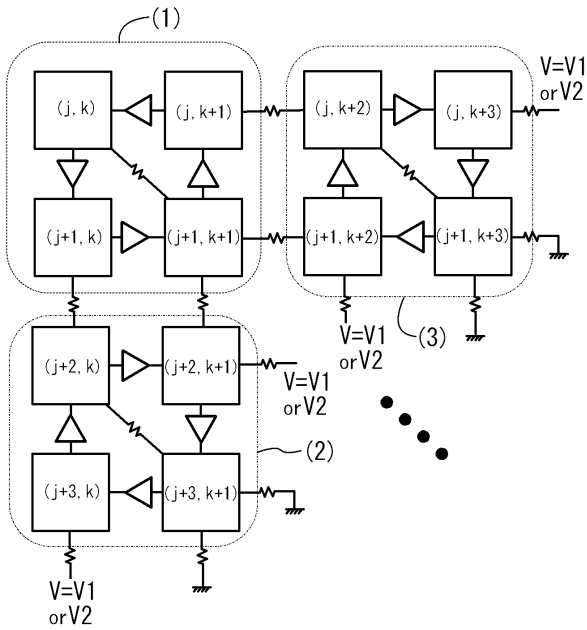 (1)
(j, k)
(j, k+1)
(j, k+2)
(j, k+3)
V=V1
orV2
(j+1, k)
(j+1, k+1)
(j+1, k+2)
(j+1, k+3)
V=V1
orV2
(3)
(j+2, k)
(j+2, k+1)
V=V1
orV2
(2)
(j+3, k)
(j+3, k+1)
V=V1
orV2